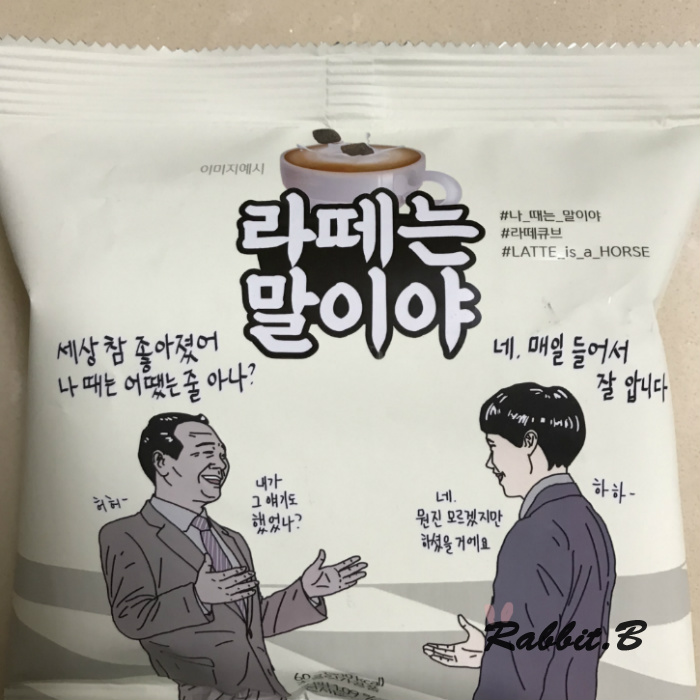 이미지예시
라떼는
말이야
#나_때는_말이야
#라떼큐브
#LATTE_is_a_HORSE
세상 참 좋아졌어
나 때는 어땠는 줄 아나?
네. 매일 들어서
잘 압니다
허허~
내가
그 얘기도
했었나?
네.
뭔진 모르겠지만
하셨을 거예요
하하~
Rabbit.B